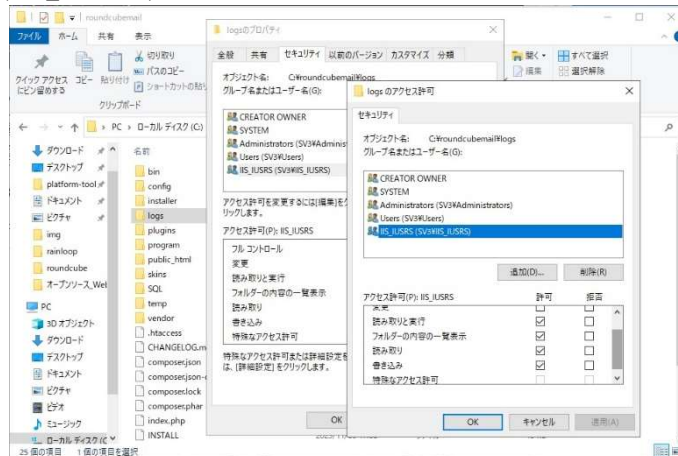 roundcubemail
ファイル ホーム 共有 表示
クイック アクセス にピン留めする
コピー
貼り付け
切り取り
パスのコピー
ショートカットの貼り
クリップボード
開く
編集
すべて選択
選択解除
PC ローカル ディスク (C:)
ダウンロード
デスクトップ
platform-tool
ドキュメント
ピクチャ
img
rainloop
roundcube
オープンソース_Wel
PC
3D オブジェクト
ダウンロード
デスクトップ
ドキュメント
ピクチャ
ビデオ
ミュージック
ローカル ディスク (C
25 個の項目 1 個の項目を選択
名前
bin
config
installer
logs
plugins
program
public_html
skins
SQL
temp
vendor
.htaccess
CHANGELOG.m
composer.json
composer.json-
composer.lock
composer.phar
index.php
INSTALL
logsのプロパティ
全般 共有 セキュリティ 以前のバージョン カスタマイズ 分類
オブジェクト名: C:¥roundcubemail¥logs
グループ名またはユーザー名(G):
CREATOR OWNER
SYSTEM
Administrators (SV3¥Adminis
Users (SV3¥Users)
IIS_IUSRS (SV3¥IIS_IUSRS)
アクセス許可を変更するには[編集]を
リックします。
アクセス許可(P): IIS_IUSRS
フル コントロール
変更
読み取りと実行
フォルダーの内容の一覧表示
読み取り
書き込み
特殊なアクセス許可
特殊なアクセス許可または詳細設定を
は、[詳細設定] をクリックします。
OK
logs のアクセス許可
セキュリティ
オブジェクト名: C:¥roundcubemail¥logs
グループ名またはユーザー名(G):
CREATOR OWNER
SYSTEM
Administrators (SV3¥Administrators)
Users (SV3¥Users)
IIS_IUSRS (SV3¥IIS_IUSRS)
追加(D)... 削除(R)
アクセス許可(P): IIS_IUSRS 許可 拒否
変更
読み取りと実行
フォルダーの内容の一覧表示
読み取り
書き込み
特殊なアクセス許可
OK キャンセル 適用(A)